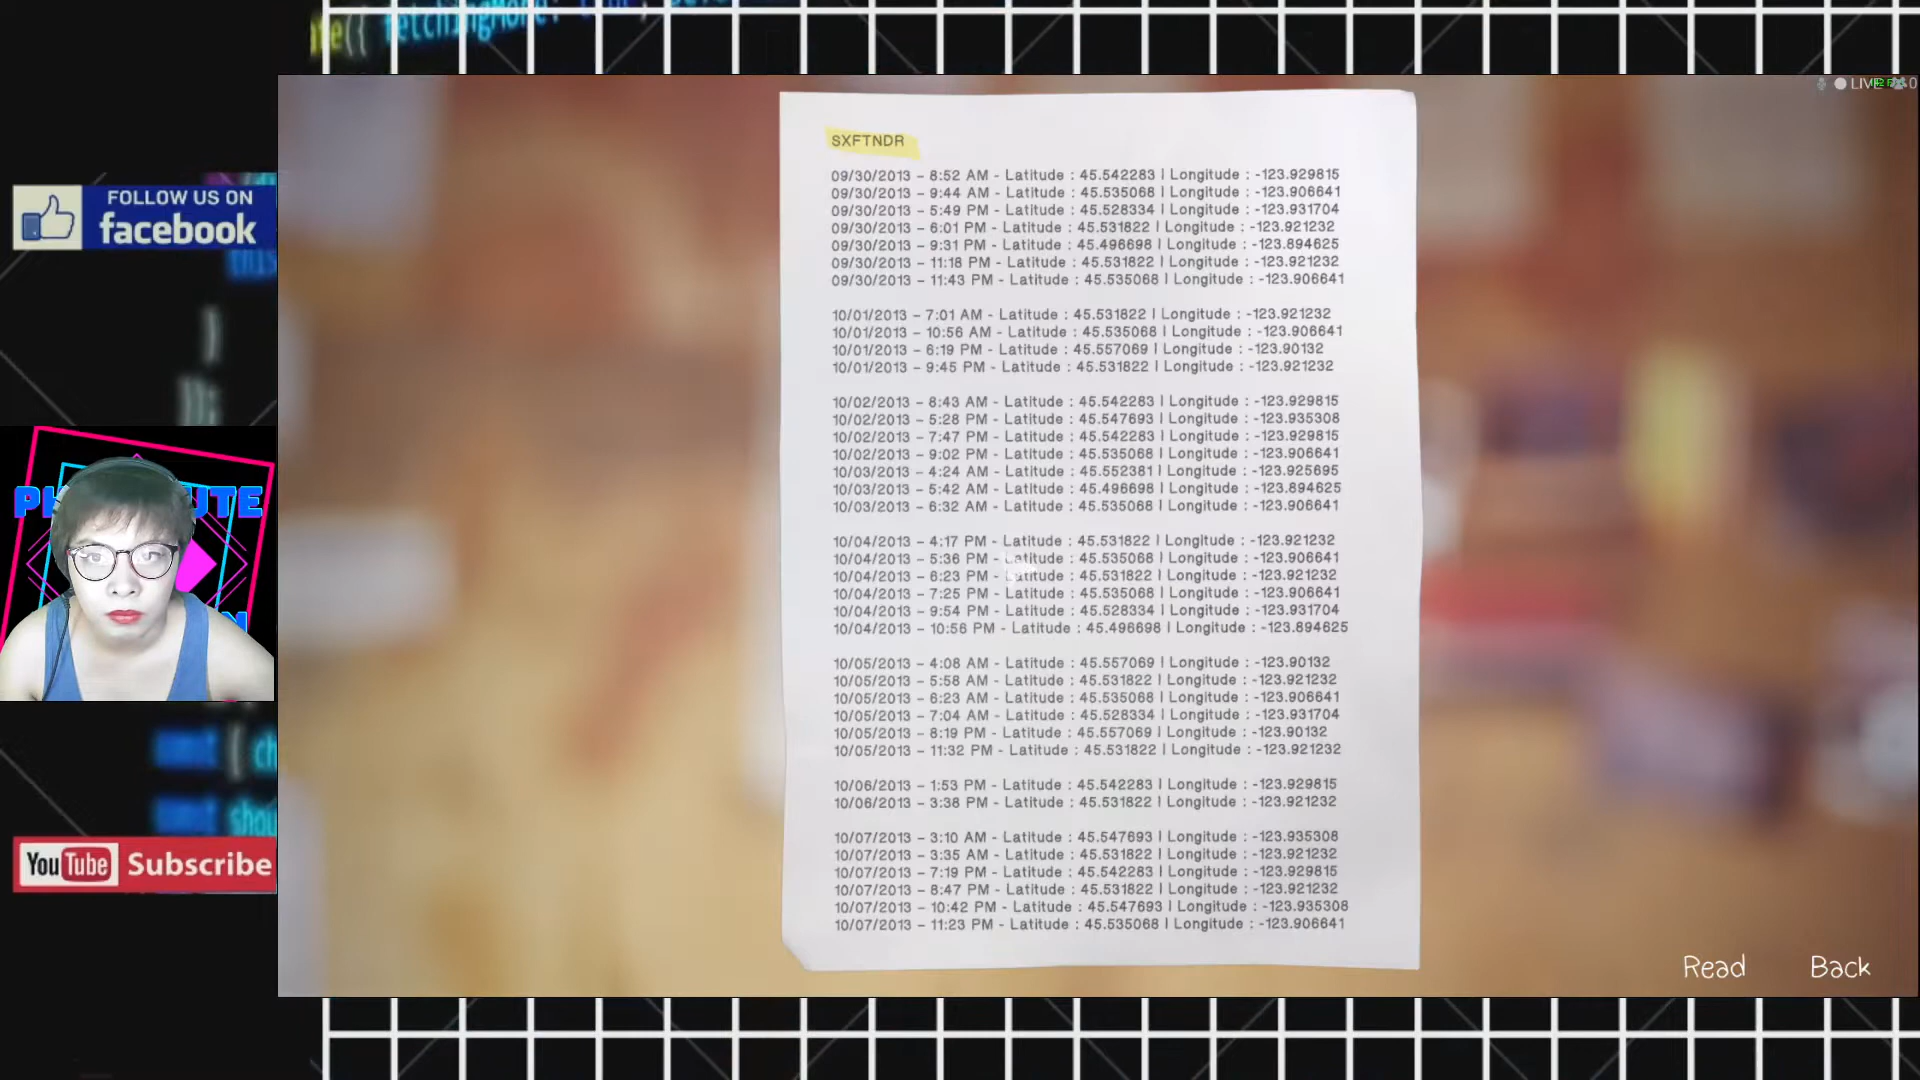 ate({ fetchingMore:
LIVE
0
FOLLOW US ON
facebook
this
)
));
YouTube Subscribe
SXFTNDR
09/30/2013 – 8:52 AM - Latitude : 45.542283 | Longitude : -123.929815
09/30/2013 – 9:44 AM - Latitude : 45.535068 | Longitude : -123.906641
09/30/2013 – 5:49 PM - Latitude : 45.528334 | Longitude : -123.931704
09/30/2013 – 6:01 PM - Latitude : 45.531822 | Longitude : -123.921232
09/30/2013 – 9:31 PM - Latitude : 45.496698 | Longitude : -123.894625
09/30/2013 – 11:18 PM - Latitude : 45.531822 | Longitude : -123.921232
09/30/2013 – 11:43 PM - Latitude : 45.535068 | Longitude : -123.906641
10/01/2013 – 7:01 AM - Latitude : 45.531822 | Longitude : -123.921232
10/01/2013 – 10:56 AM - Latitude : 45.535068 | Longitude : -123.906641
10/01/2013 – 6:19 PM - Latitude : 45.557069 | Longitude : -123.90132
10/01/2013 – 9:45 PM - Latitude : 45.531822 | Longitude : -123.921232
10/02/2013 – 8:43 AM - Latitude : 45.542283 | Longitude : -123.929815
10/02/2013 – 5:28 PM - Latitude : 45.547693 | Longitude : -123.935308
10/02/2013 – 7:47 PM - Latitude : 45.542283 | Longitude : -123.929815
10/02/2013 – 9:02 PM - Latitude : 45.535068 | Longitude : -123.906641
10/03/2013 – 4:24 AM - Latitude : 45.552381 | Longitude : -123.925695
10/03/2013 – 5:42 AM - Latitude : 45.496698 | Longitude : -123.894625
10/03/2013 – 6:32 AM - Latitude : 45.535068 | Longitude : -123.906641
10/04/2013 – 4:17 PM - Latitude : 45.531822 | Longitude : -123.921232
10/04/2013 – 5:36 PM - Latitude : 45.535068 | Longitude : -123.906641
10/04/2013 – 6:23 PM - Latitude : 45.531822 | Longitude : -123.921232
10/04/2013 – 7:25 PM - Latitude : 45.535068 | Longitude : -123.906641
10/04/2013 – 9:54 PM - Latitude : 45.528334 | Longitude : -123.931704
10/04/2013 – 10:56 PM - Latitude : 45.496698 | Longitude : -123.894625
10/05/2013 – 4:08 AM - Latitude : 45.557069 | Longitude : -123.90132
10/05/2013 – 5:58 AM - Latitude : 45.531822 | Longitude : -123.921232
10/05/2013 – 6:23 AM - Latitude : 45.535068 | Longitude : -123.906641
10/05/2013 – 7:04 AM - Latitude : 45.528334 | Longitude : -123.931704
10/05/2013 – 8:19 AM - Latitude : 45.557069 | Longitude : -123.90132
10/05/2013 – 11:32 PM - Latitude : 45.531822 | Longitude : -123.921232
10/06/2013 – 1:53 PM - Latitude : 45.542283 | Longitude : -123.929815
10/06/2013 – 3:38 PM - Latitude : 45.531822 | Longitude : -123.921232
10/07/2013 – 3:10 AM - Latitude : 45.547693 | Longitude : -123.935308
10/07/2013 – 3:35 AM - Latitude : 45.531822 | Longitude : -123.921232
10/07/2013 – 7:19 PM - Latitude : 45.542283 | Longitude : -123.929815
10/07/2013 – 8:47 PM - Latitude : 45.531822 | Longitude : -123.921232
10/07/2013 – 10:42 PM - Latitude : 45.547693 | Longitude : -123.935308
10/07/2013 – 11:23 PM - Latitude : 45.535068 | Longitude : -123.906641
Read Back